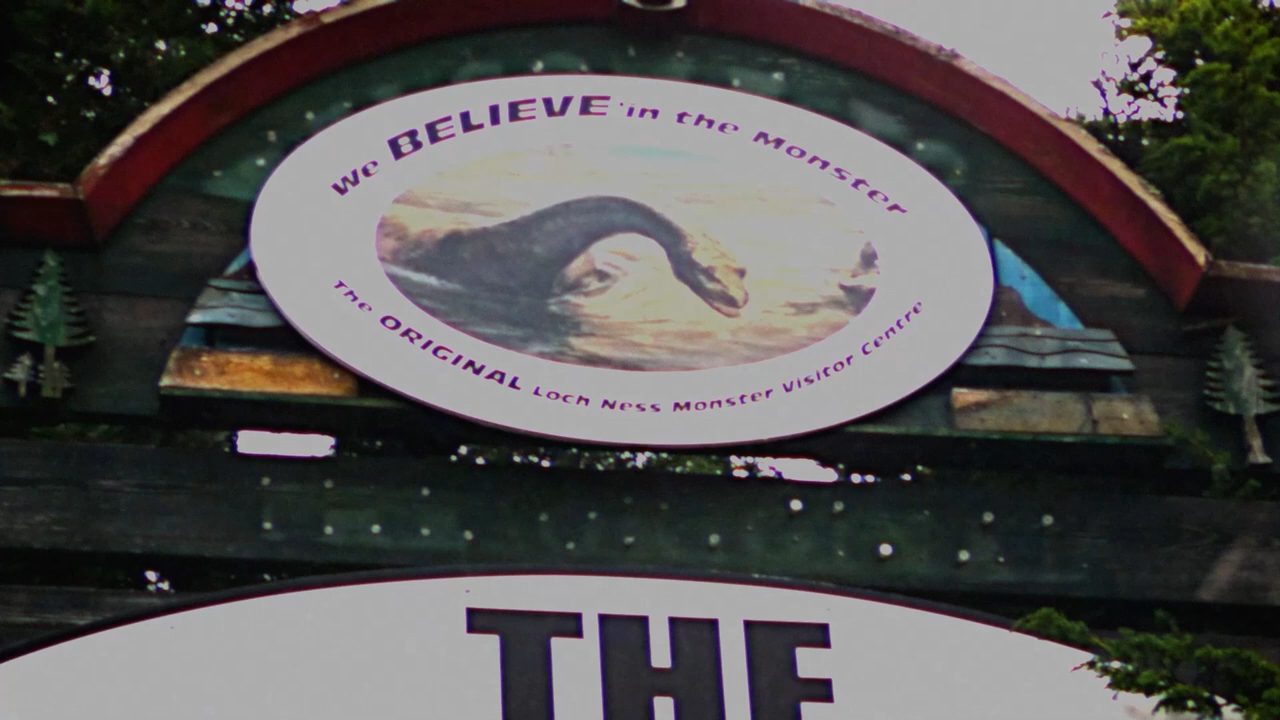 We BELIEVE in the Monster
The ORIGINAL Loch Ness Monster Visitor Centre
THE